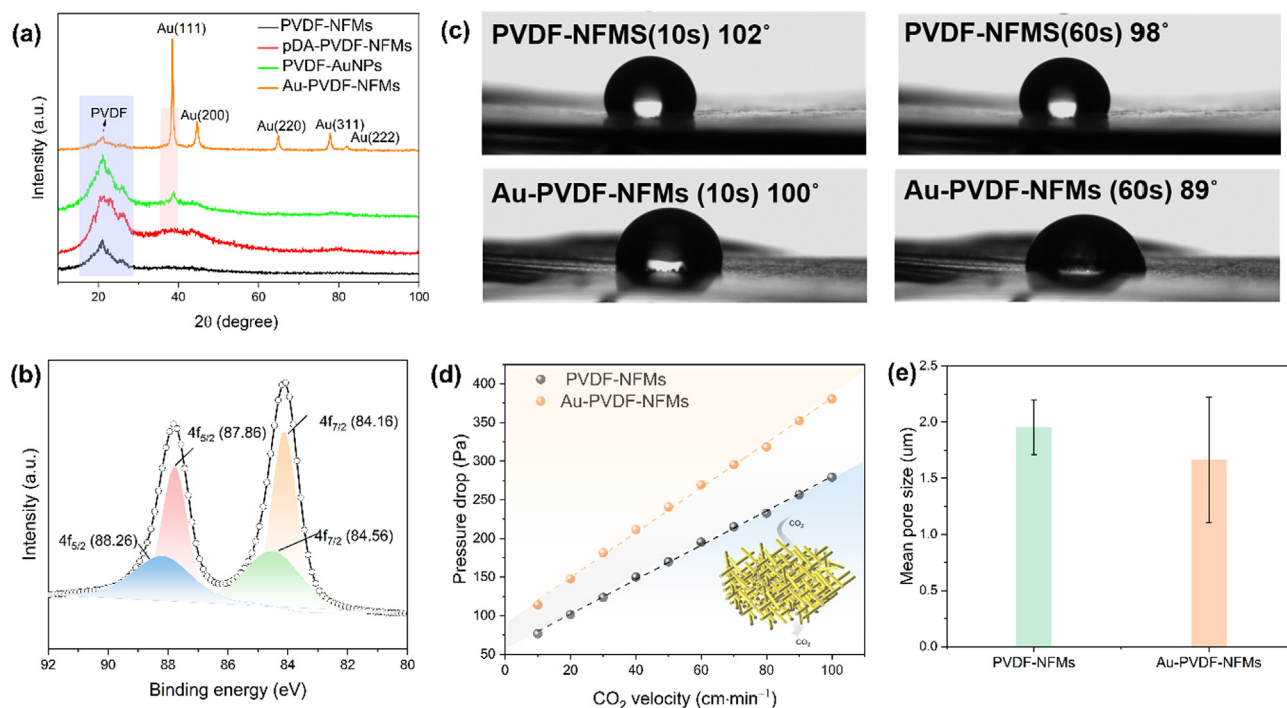 (a)
Au(111)
PVDF-NFMs
pDA-PVDF-NFMs
PVDF-AuNPs
Au-PVDF-NFMs
PVDF
Au(200)
Au(220)
Au(311)
Au(222)
Intensity (a.u.)
20 40 60 80 100
2θ (degree)
(c)
PVDF-NFMS(10s) 102°
PVDF-NFMS(60s) 98°
Au-PVDF-NFMs (10s) 100°
Au-PVDF-NFMs (60s) 89°
(b)
4f5/2 (87.86)
4f7/2 (84.16)
4f5/2 (88.26)
4f7/2 (84.56)
Intensity (a.u.)
92 90 88 86 84 82 80
Binding energy (eV)
(d)
PVDF-NFMs
Au-PVDF-NFMs
400
350
300
250
200
150
100
50
Pressure drop (Pa)
CO2
CO2
0 20 40 60 80 100
CO2 velocity (cm·min−1)
(e)
2.5
2.0
1.5
1.0
0.5
0.0
Mean pore size (um)
PVDF-NFMs
Au-PVDF-NFMs